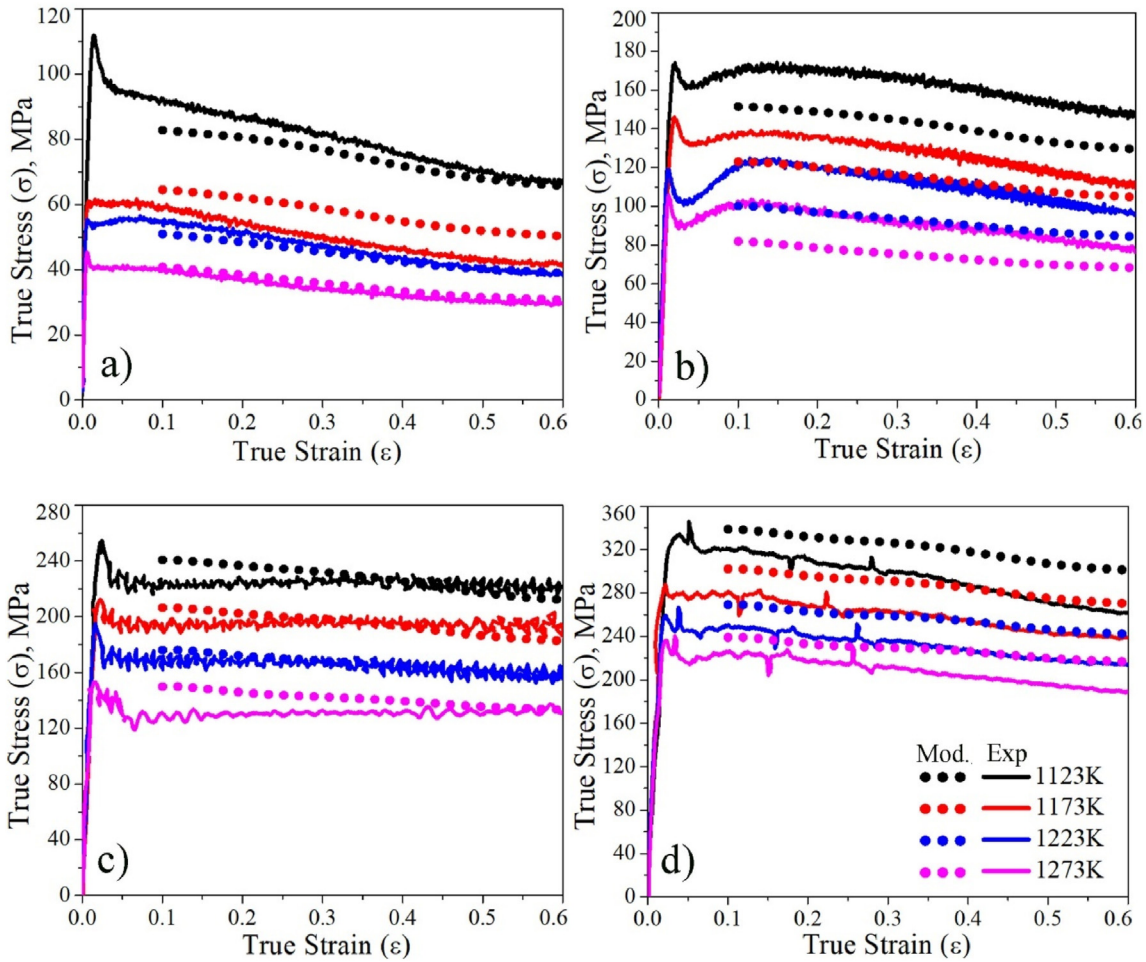 120
100
80
60
40
20
0
True Stress (σ), MPa
a)
0.0 0.1 0.2 0.3 0.4 0.5 0.6
True Strain (ε)
200
180
160
140
120
100
80
60
40
20
0
True Stress (σ), MPa
b)
0.0 0.1 0.2 0.3 0.4 0.5 0.6
True Strain (ε)
280
240
200
160
120
80
40
0
True Stress (σ), MPa
c)
0.0 0.1 0.2 0.3 0.4 0.5 0.6
True Strain (ε)
360
320
280
240
200
160
120
80
40
0
True Stress (σ), MPa
d)
Mod. Exp
1123K
1173K
1223K
1273K
0.0 0.1 0.2 0.3 0.4 0.5 0.6
True Strain (ε)